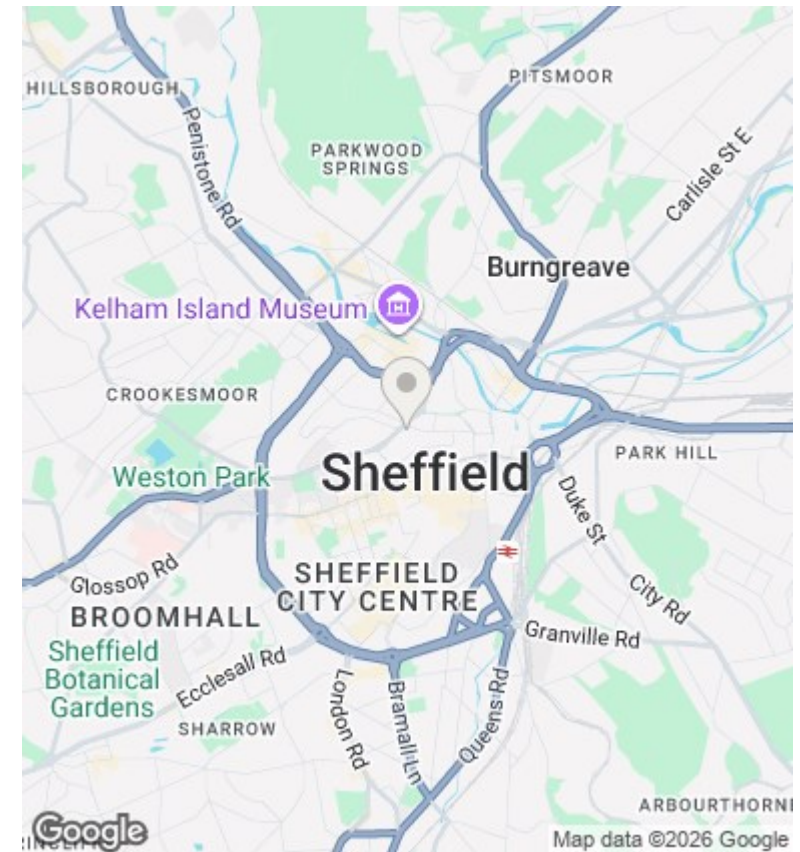 HILLSBOROUGH
PITSMOOR
Penistone Rd
PARKWOOD
SPRINGS
Carlisle St E
Burngreave
Kelham Island Museum
CROOKESMOOR
Weston Park
Sheffield
PARK HILL
Duke St
Glossop Rd
SHEFFIELD
CITY CENTRE
City Rd
BROOMHALL
Granville Rd
Sheffield
Botanical
Gardens
Ecclesall Rd
London Rd
Bramall Ln
Queens Rd
SHARROW
ARBOURTHORN
Google
Map data ©2026 Google